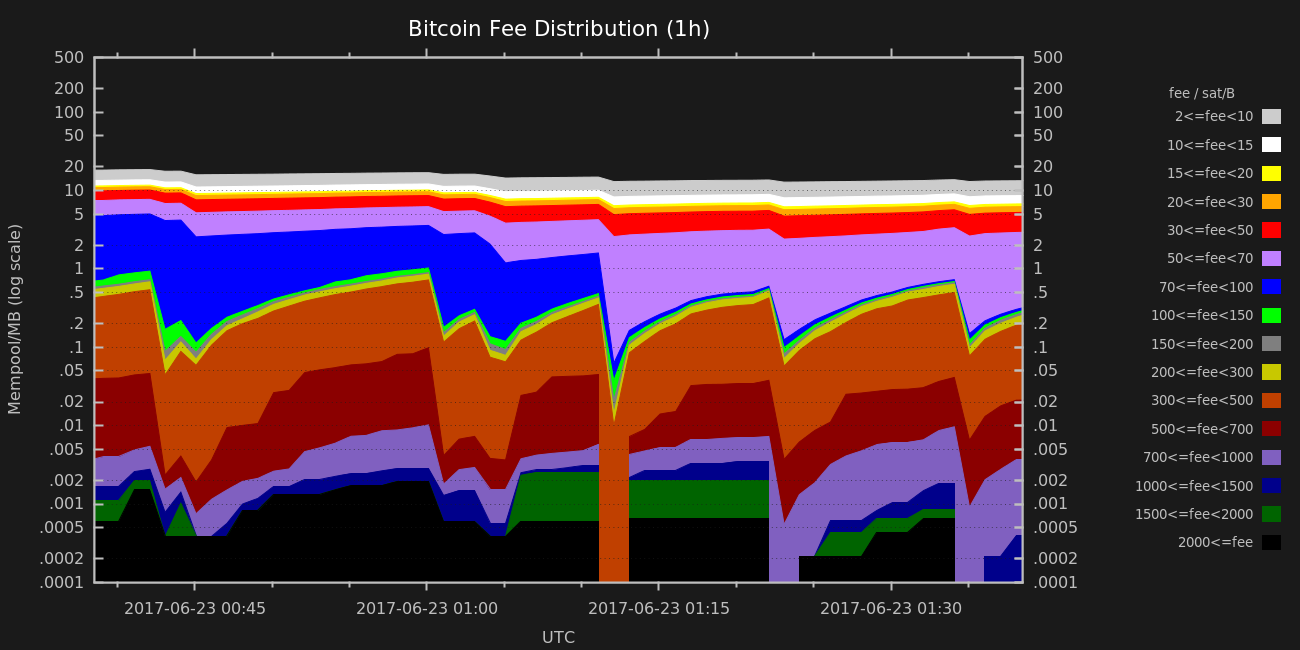 Bitcoin Fee Distribution (1h)
Mempool/MB (log scale)
500
200
100
50
20
10
5
2
1
.5
.2
.1
.05
.02
.01
.005
.002
.001
.0005
.0002
.0001
500
200
100
50
20
10
5
2
1
.5
.2
.1
.05
.02
.01
.005
.002
.001
.0005
.0002
.0001
2017-06-23 00:45
2017-06-23 01:00
2017-06-23 01:15
2017-06-23 01:30
UTC
fee / sat/B
2<=fee<10
10<=fee<15
15<=fee<20
20<=fee<30
30<=fee<50
50<=fee<70
70<=fee<100
100<=fee<150
150<=fee<200
200<=fee<300
300<=fee<500
500<=fee<700
700<=fee<1000
1000<=fee<1500
1500<=fee<2000
2000<=fee